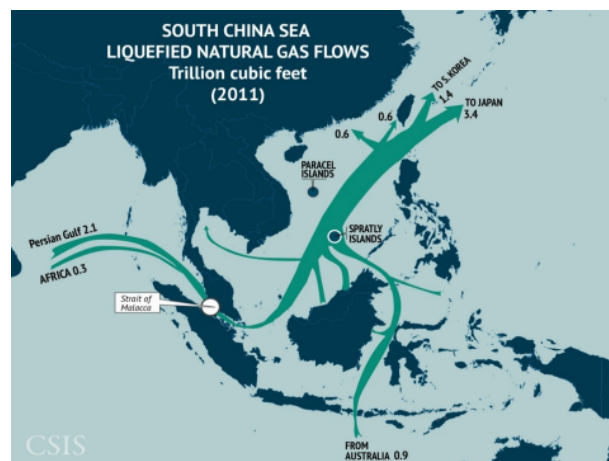 SOUTH CHINA SEA
LIQUEFIED NATURAL GAS FLOWS
Trillion cubic feet
(2011)
TO S. KOREA
1.4
TO JAPAN
3.4
0.6
0.6
PARACEL
ISLANDS
SPRATLY
ISLANDS
Persian Gulf 2.1
AFRICA 0.3
Strait of
Malacca
FROM
AUSTRALIA 0.9
CSIS